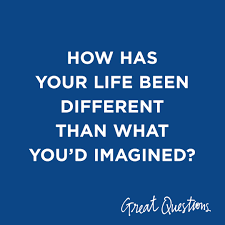 HOW HAS
YOUR LIFE BEEN
DIFFERENT
THAN WHAT
YOU'D IMAGINED?
Great Questions